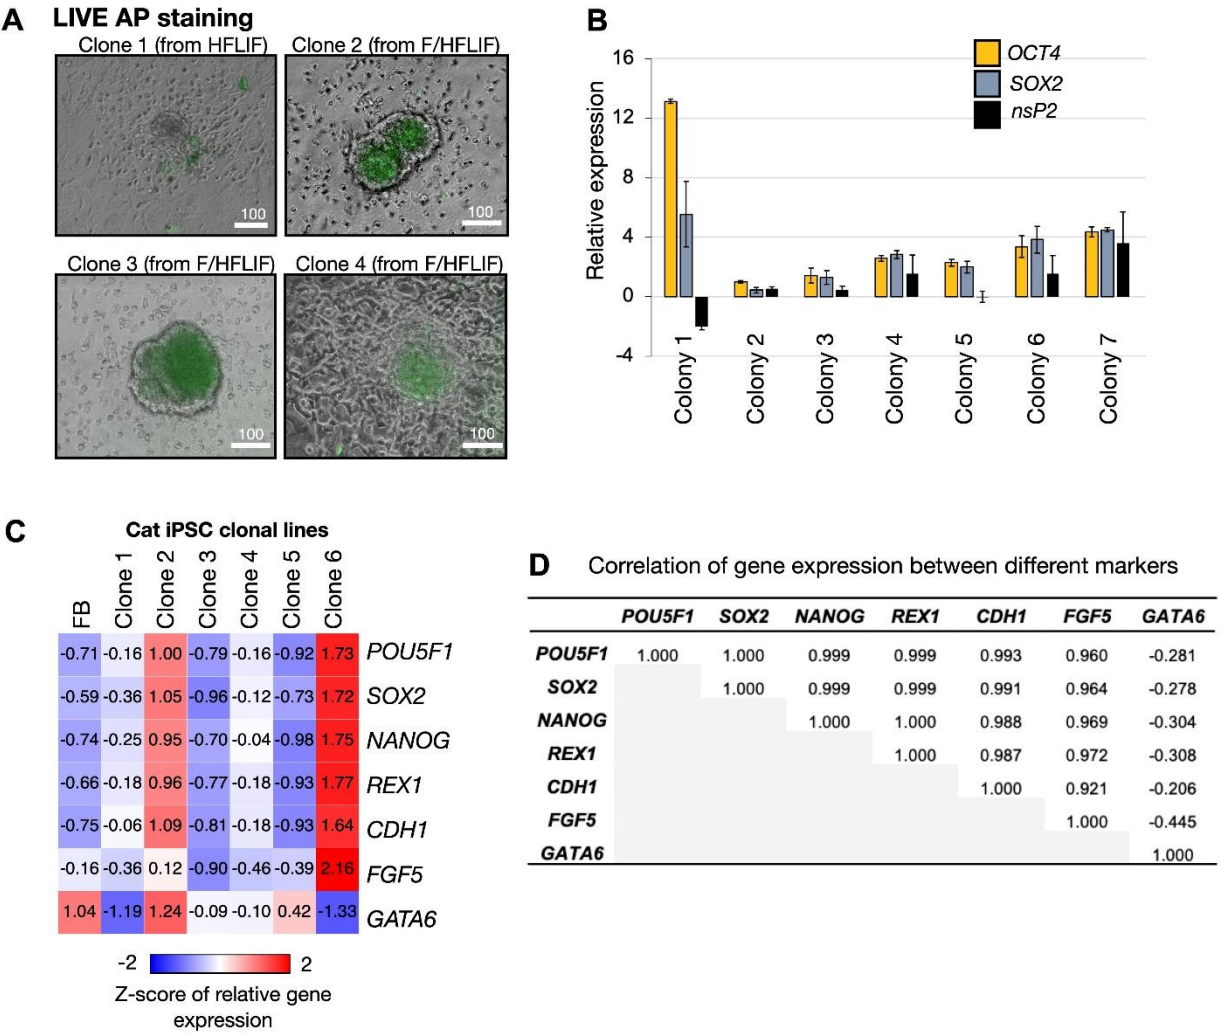 A LIVE AP staining
Clone 1 (from HFLIF) Clone 2 (from F/HFLIF)
100 100
Clone 3 (from F/HFLIF) Clone 4 (from F/HFLIF)
100 100
B
OCT4
SOX2
nsP2
Relative expression
16
12
8
4
0
-4
Colony 1 Colony 2 Colony 3 Colony 4 Colony 5 Colony 6 Colony 7
C Cat iPSC clonal lines
FB Clone 1 Clone 2 Clone 3 Clone 4 Clone 5 Clone 6
-0.71 -0.16 1.00 -0.79 -0.16 -0.92 1.73 POU5F1
-0.59 -0.36 1.05 -0.96 -0.12 -0.73 1.72 SOX2
-0.74 -0.25 0.95 -0.70 -0.04 -0.98 1.75 NANOG
-0.66 -0.18 0.96 -0.77 -0.18 -0.93 1.77 REX1
-0.75 -0.06 1.09 -0.81 -0.18 -0.93 1.64 CDH1
-0.16 -0.36 0.12 -0.90 -0.46 -0.39 2.16 FGF5
1.04 -1.19 1.24 -0.09 -0.10 0.42 -1.33 GATA6
-2 2
Z-score of relative gene
expression
D Correlation of gene expression between different markers
POU5F1 SOX2 NANOG REX1 CDH1 FGF5 GATA6
POU5F1 1.000 1.000 0.999 0.999 0.993 0.960 -0.281
SOX2 1.000 0.999 0.999 0.991 0.964 -0.278
NANOG 1.000 1.000 0.988 0.969 -0.304
REX1 1.000 0.987 0.972 -0.308
CDH1 1.000 0.921 -0.206
FGF5 1.000 -0.445
GATA6 1.000